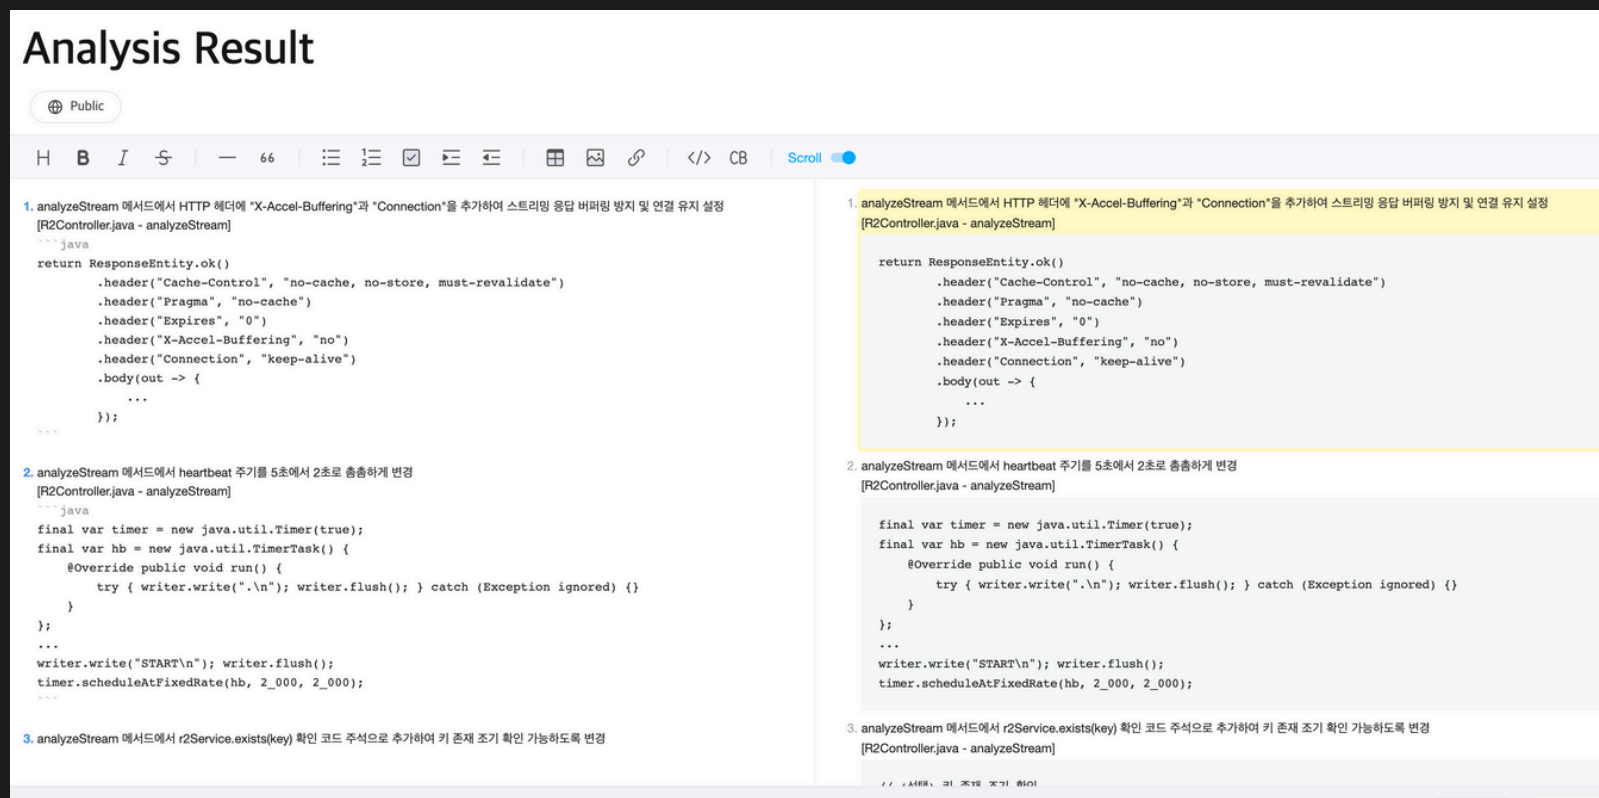 Analysis Result
Public
H B I S — 66 </> CB Scroll
1. analyzeStream 메서드에서 HTTP 헤더에 "X-Accel-Buffering"과 "Connection"을 추가하여 스트리밍 응답 버퍼링 방지 및 연결 유지 설정
[R2Controller.java - analyzeStream]
```java
return ResponseEntity.ok()
        .header("Cache-Control", "no-cache, no-store, must-revalidate")
        .header("Pragma", "no-cache")
        .header("Expires", "0")
        .header("X-Accel-Buffering", "no")
        .header("Connection", "keep-alive")
        .body(out -> {
            ...
        });
```
2. analyzeStream 메서드에서 heartbeat 주기를 5초에서 2초로 촘촘하게 변경
[R2Controller.java - analyzeStream]
```java
final var timer = new java.util.Timer(true);
final var hb = new java.util.TimerTask() {
    @Override public void run() {
        try { writer.write(".\n"); writer.flush(); } catch (Exception ignored) {}
    }
};
...
writer.write("START\n"); writer.flush();
timer.scheduleAtFixedRate(hb, 2_000, 2_000);
```
3. analyzeStream 메서드에서 r2Service.exists(key) 확인 코드 주석으로 추가하여 키 존재 조기 확인 가능하도록 변경
1. analyzeStream 메서드에서 HTTP 헤더에 "X-Accel-Buffering"과 "Connection"을 추가하여 스트리밍 응답 버퍼링 방지 및 연결 유지 설정
[R2Controller.java - analyzeStream]
return ResponseEntity.ok()
        .header("Cache-Control", "no-cache, no-store, must-revalidate")
        .header("Pragma", "no-cache")
        .header("Expires", "0")
        .header("X-Accel-Buffering", "no")
        .header("Connection", "keep-alive")
        .body(out -> {
            ...
        });
2. analyzeStream 메서드에서 heartbeat 주기를 5초에서 2초로 촘촘하게 변경
[R2Controller.java - analyzeStream]
final var timer = new java.util.Timer(true);
final var hb = new java.util.TimerTask() {
    @Override public void run() {
        try { writer.write(".\n"); writer.flush(); } catch (Exception ignored) {}
    }
};
...
writer.write("START\n"); writer.flush();
timer.scheduleAtFixedRate(hb, 2_000, 2_000);
3. analyzeStream 메서드에서 r2Service.exists(key) 확인 코드 주석으로 추가하여 키 존재 조기 확인 가능하도록 변경
[R2Controller.java - analyzeStream]